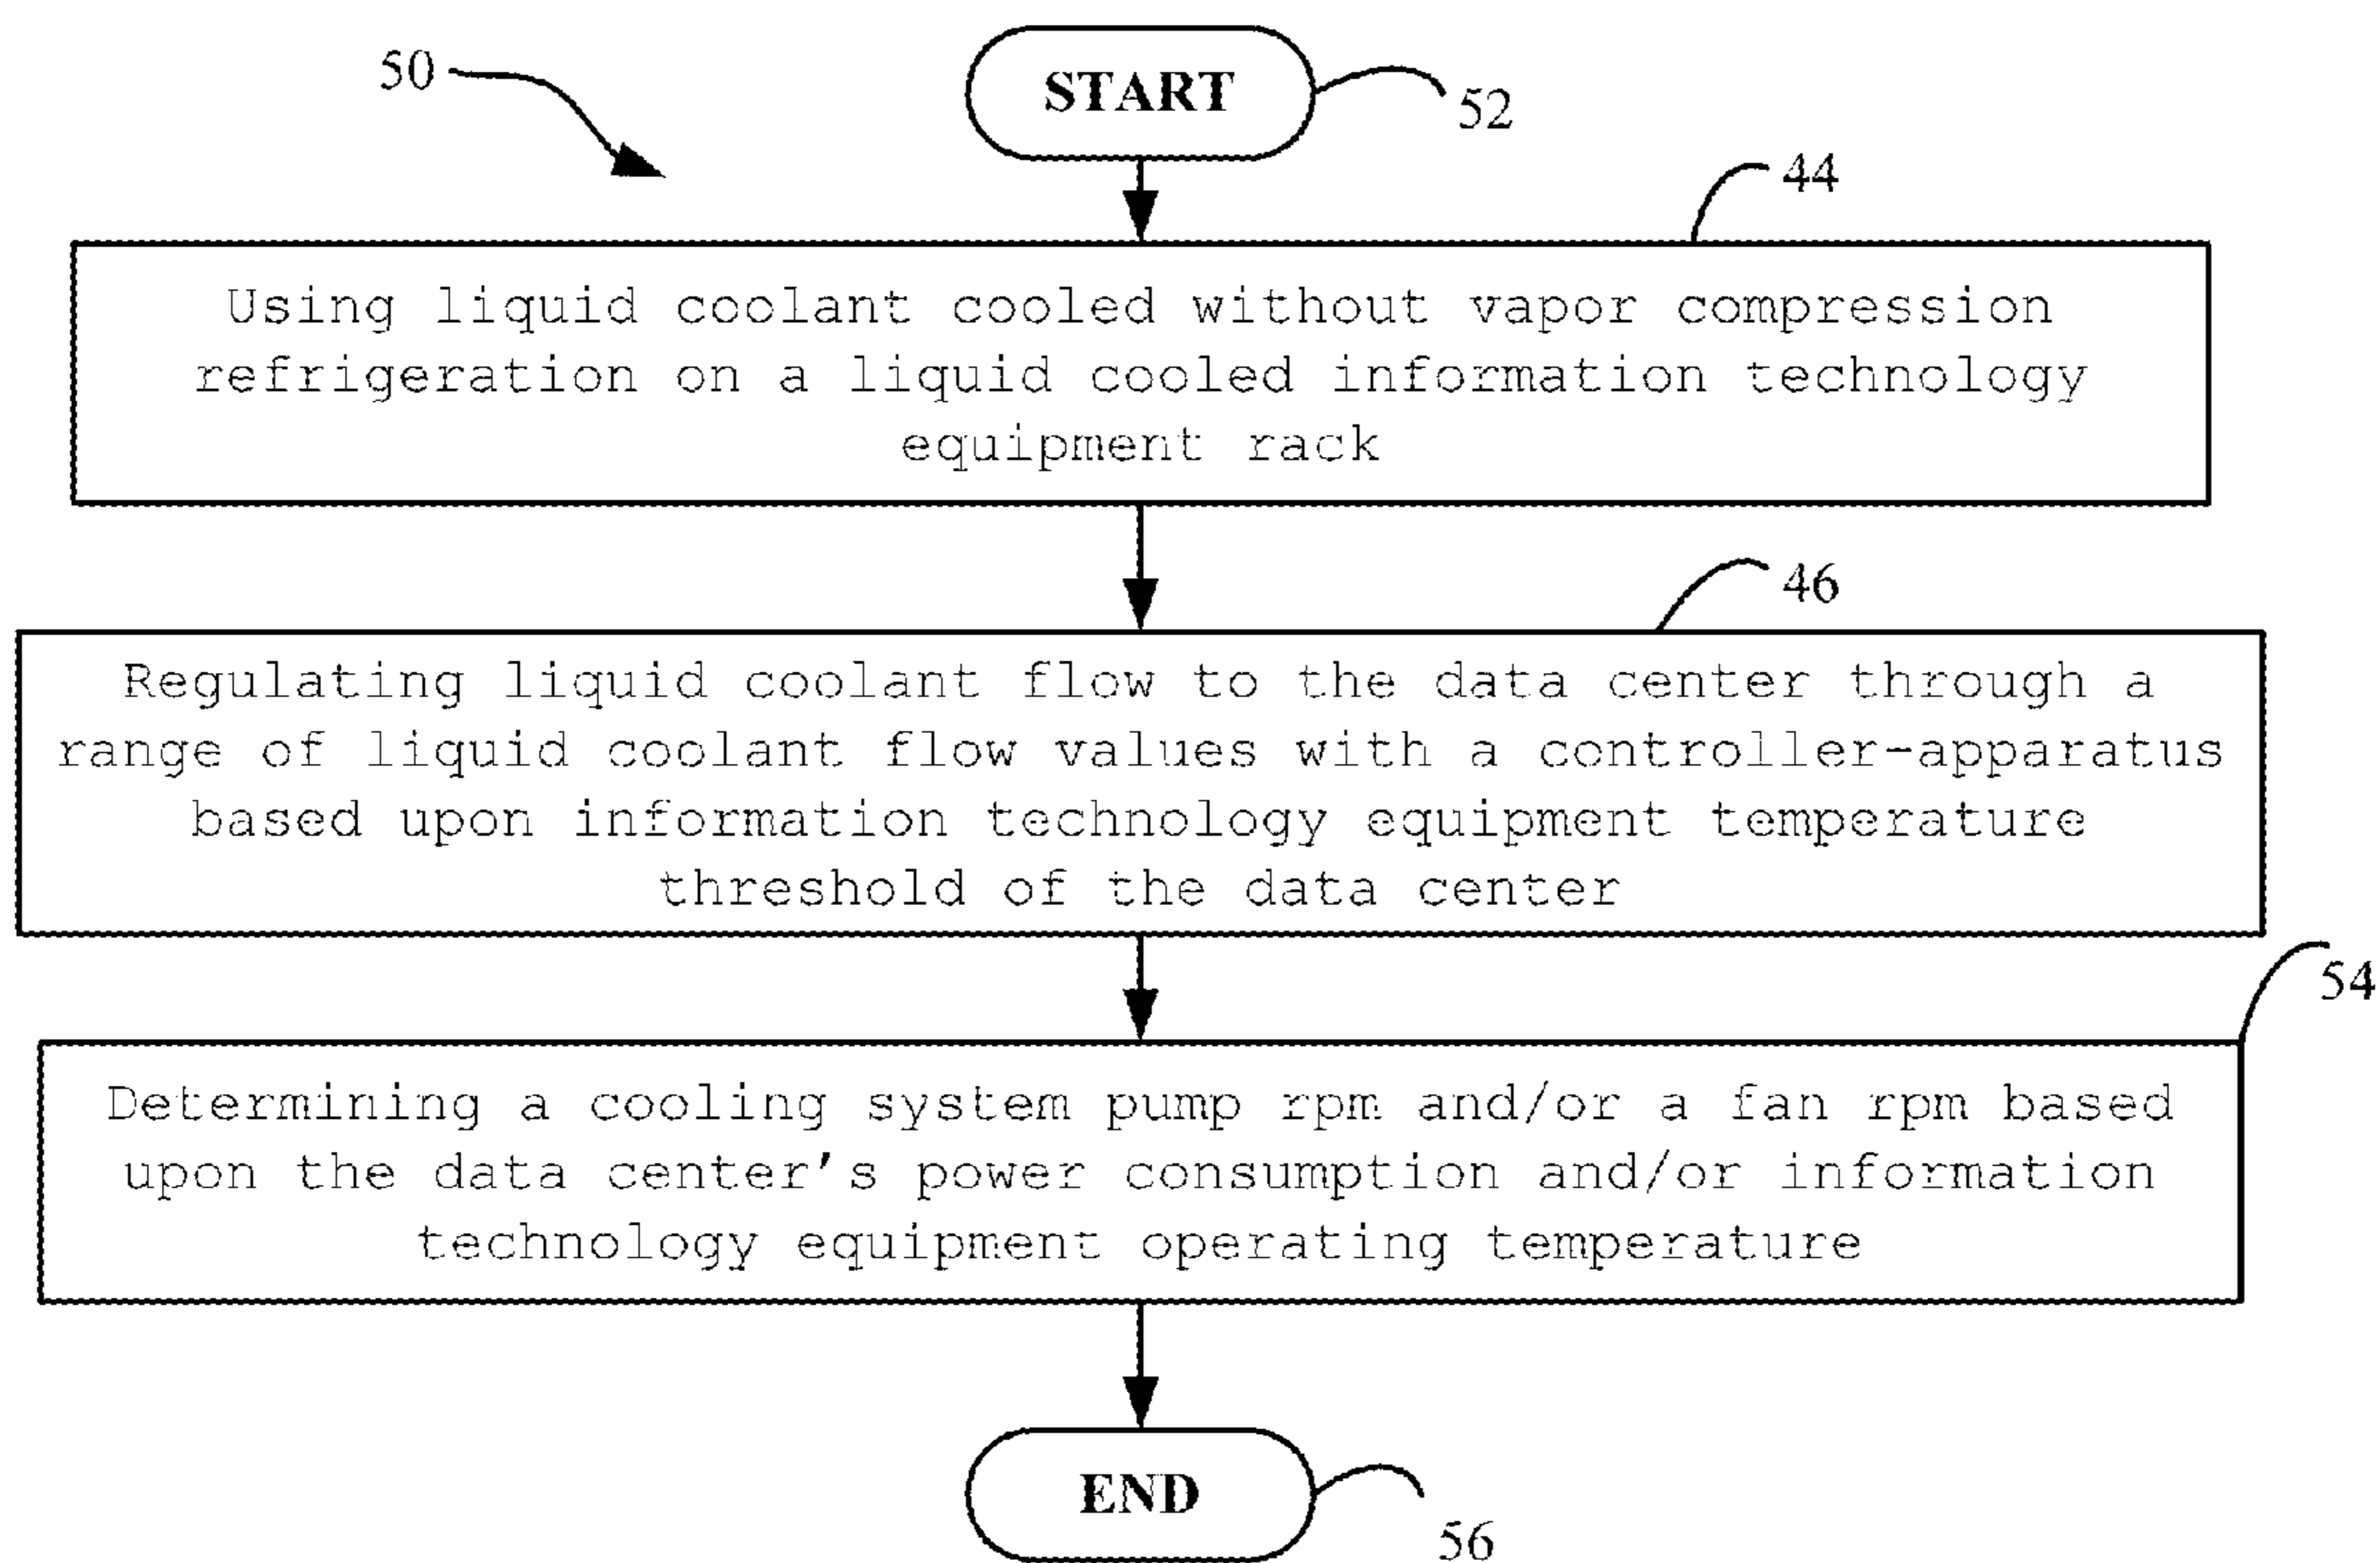 50
START
52
44
Using liquid coolant cooled without vapor compression
refrigeration on a liquid cooled information technology
equipment rack
46
Regulating liquid coolant flow to the data center through a
range of liquid coolant flow values with a controller-apparatus
based upon information technology equipment temperature
threshold of the data center
54
Determining a cooling system pump rpm and/or a fan rpm based
upon the data center's power consumption and/or information
technology equipment operating temperature
END
56